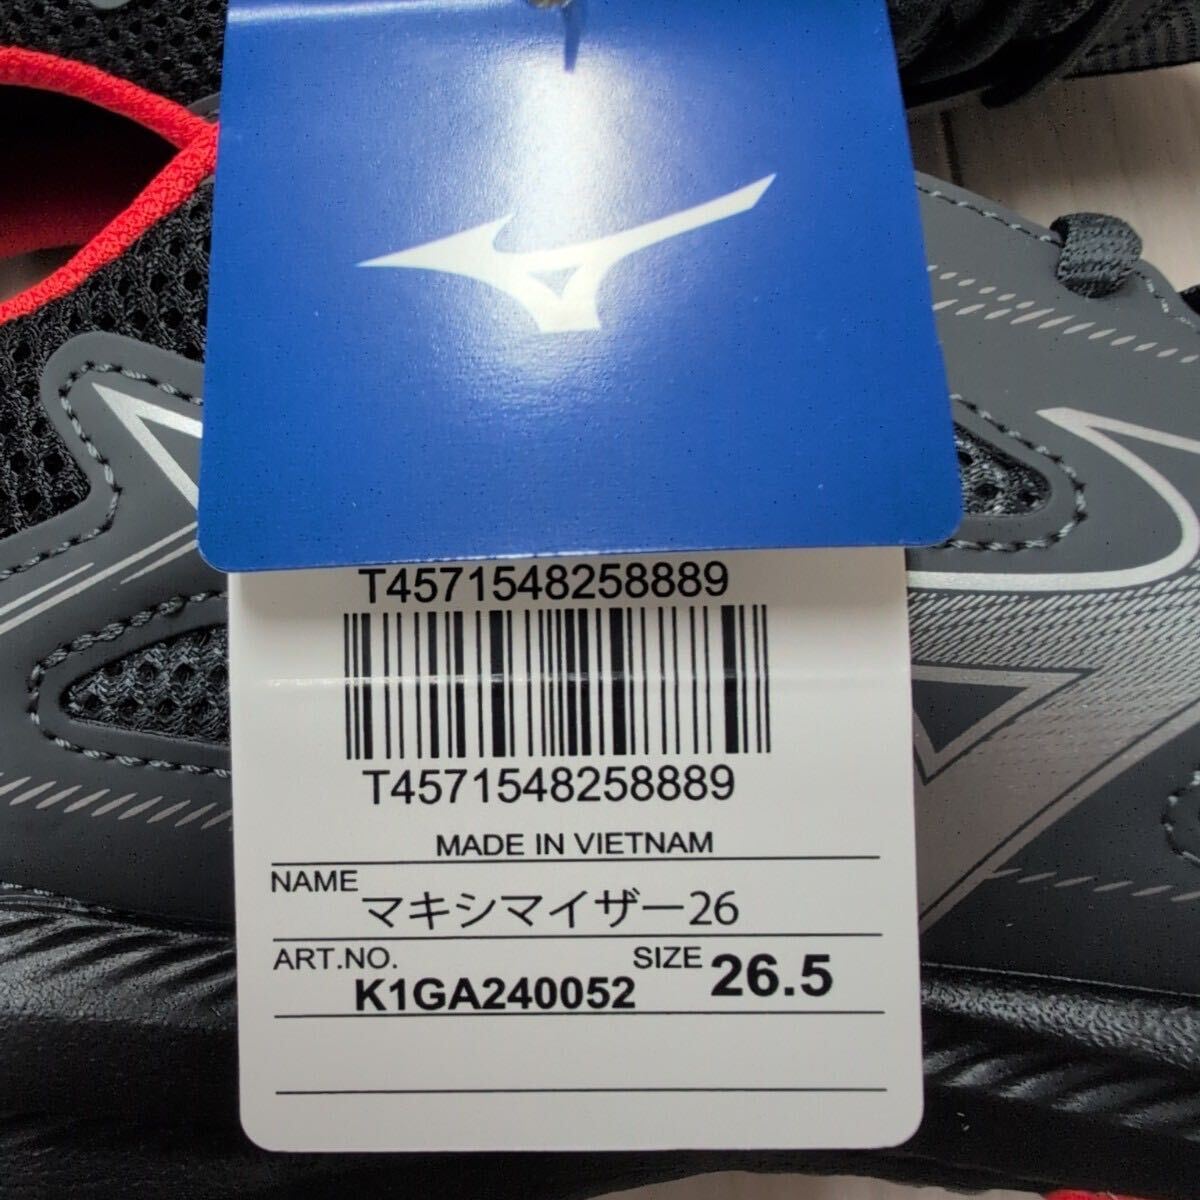 T4571548258889
T4571548258889
MADE IN VIETNAM
NAME マキシマイザー26
ART.NO. K1GA240052 SIZE 26.5